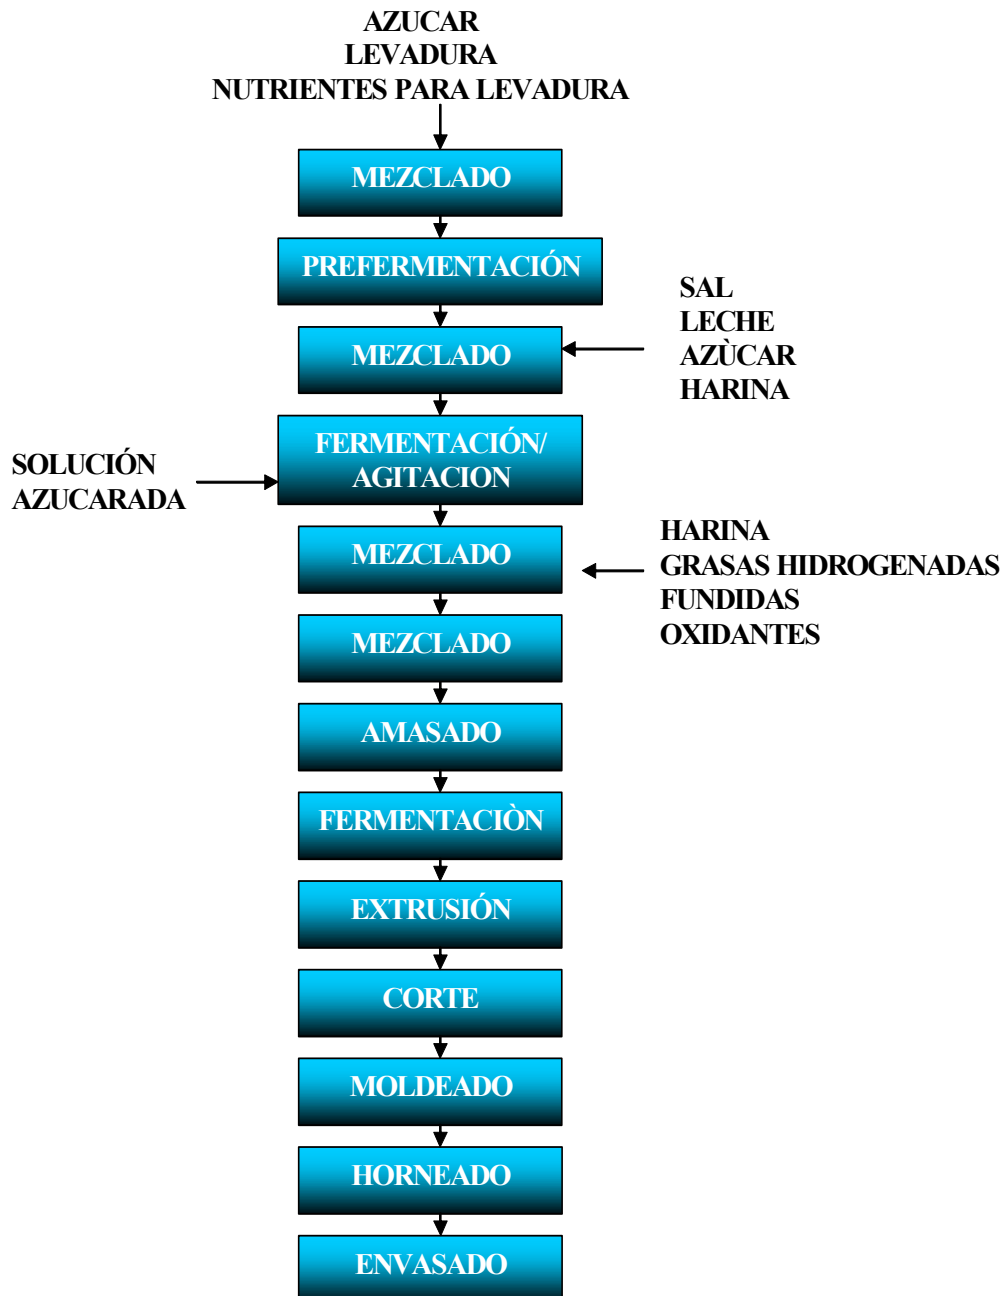 AZUCAR
LEVADURA
NUTRIENTES PARA LEVADURA
MEZCLADO
PREFERMENTACIÓN
SAL
LECHE
AZÙCAR
HARINA
MEZCLADO
FERMENTACIÓN/
AGITACION
SOLUCIÓN
AZUCARADA
MEZCLADO
HARINA
GRASAS HIDROGENADAS
FUNDIDAS
OXIDANTES
MEZCLADO
AMASADO
FERMENTACIÒN
EXTRUSIÓN
CORTE
MOLDEADO
HORNEADO
ENVASADO